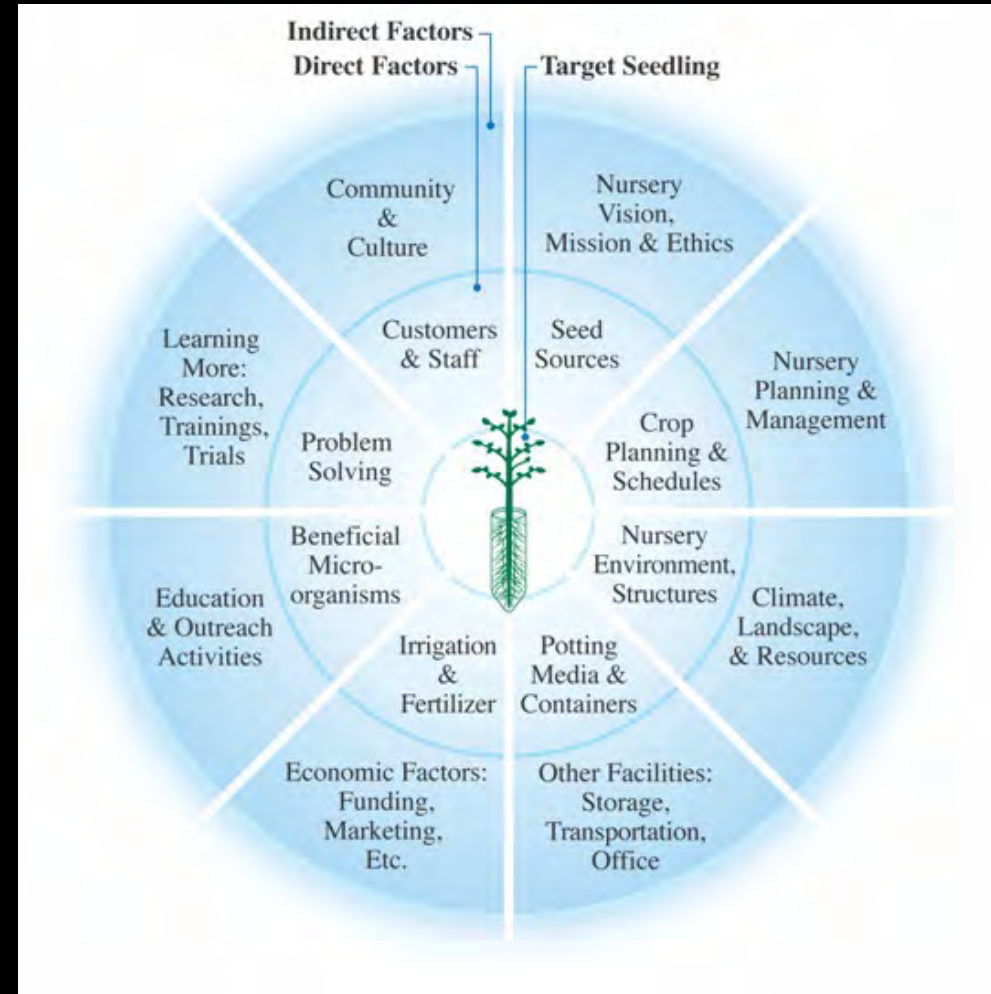 Indirect Factors
Direct Factors
Target Seedling
Community
&
Culture
Nursery
Vision,
Mission & Ethics
Learning
More:
Research,
Trainings,
Trials
Customers
& Staff
Seed
Sources
Nursery
Planning &
Management
Problem
Solving
Crop
Planning &
Schedules
Beneficial
Micro-
organisms
Nursery
Environment,
Structures
Education
& Outreach
Activities
Climate,
Landscape,
& Resources
Irrigation
&
Fertilizer
Potting
Media &
Containers
Economic Factors:
Funding,
Marketing,
Etc.
Other Facilities:
Storage,
Transportation,
Office